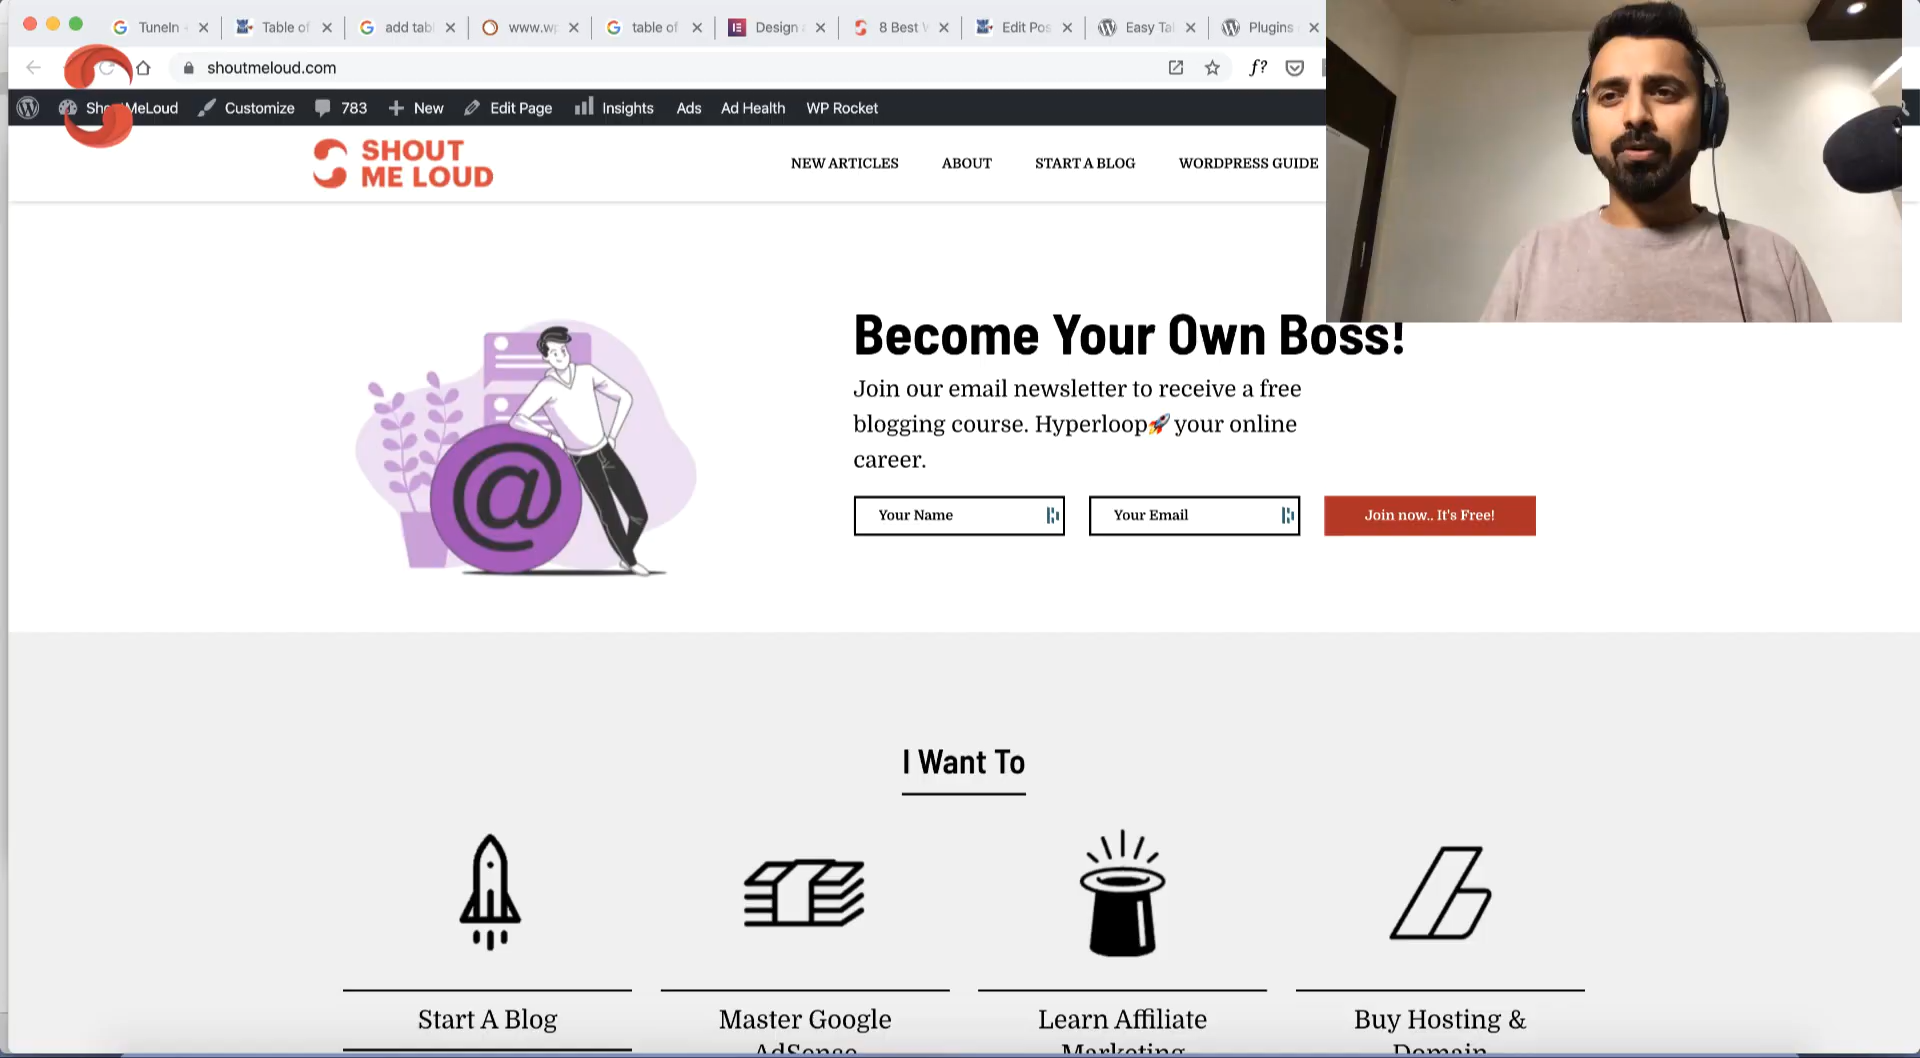 TuneIn
Table of
add tab
www.w
table of
Design
8 Best
Edit Pos
Easy Ta
Plugins
shoutmeloud.com
f?
MeLoud
Customize
783
New
Edit Page
Insights
Ads
Ad Health
WP Rocket
SHOUT
ME LOUD
NEW ARTICLES
ABOUT
START A BLOG
WORDPRESS GUIDE
Become Your Own Boss!
Join our email newsletter to receive a free
blogging course. Hyperloop🚀 your online
career.
Your Name
Your Email
Join now.. It's Free!
@
I Want To
Start A Blog
Master Google
AdSense
Learn Affiliate
Marketing
Buy Hosting &
Domain